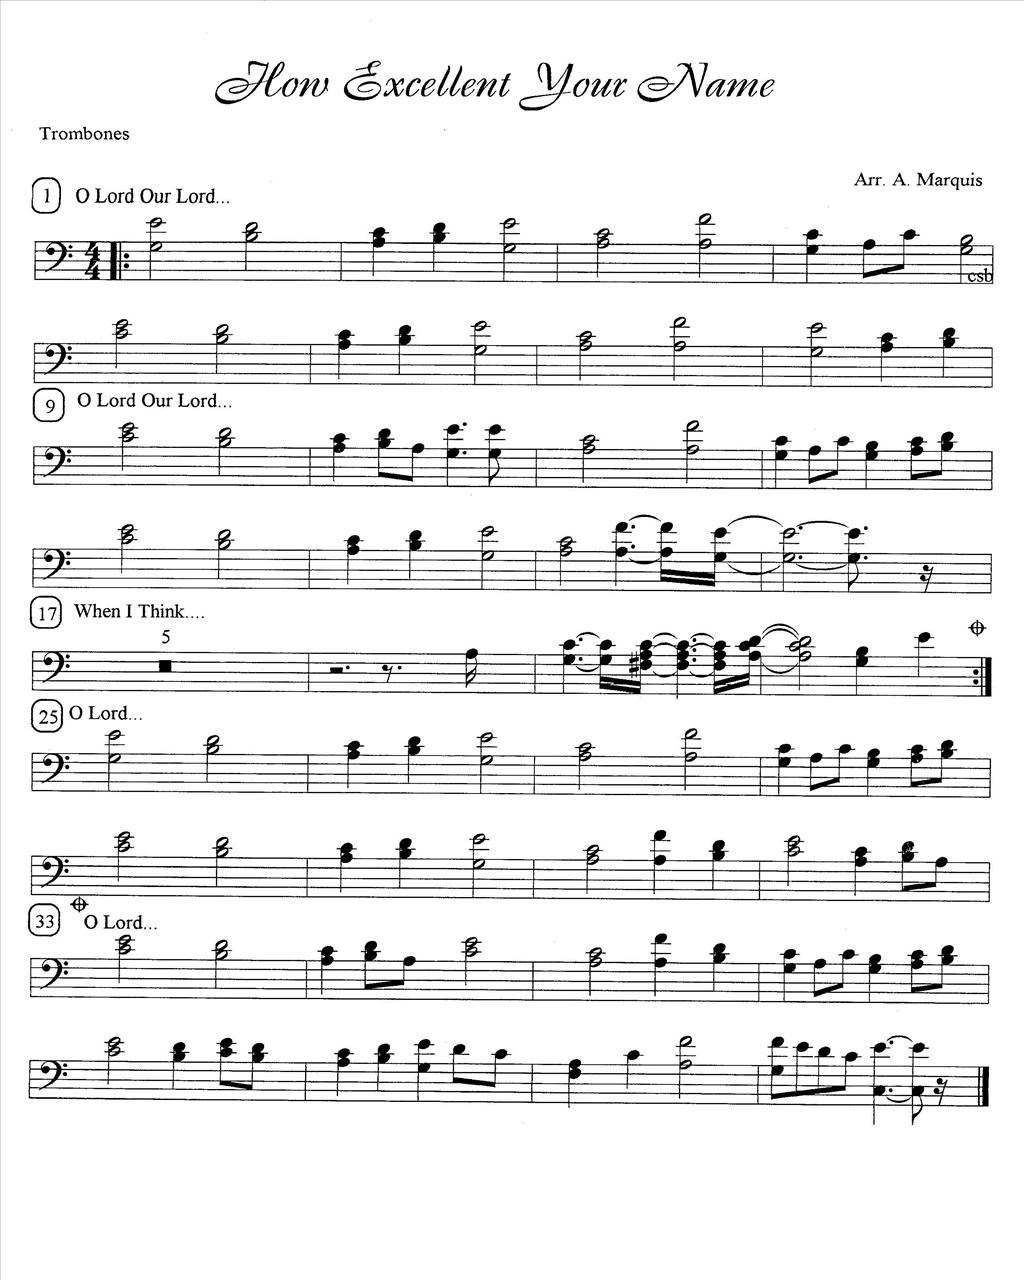 How Excellent Your Name
Trombones
Arr. A. Marquis
1 O Lord Our Lord...
4
4
csb
9 O Lord Our Lord...
17 When I Think....
5
25 O Lord...
33 O Lord...